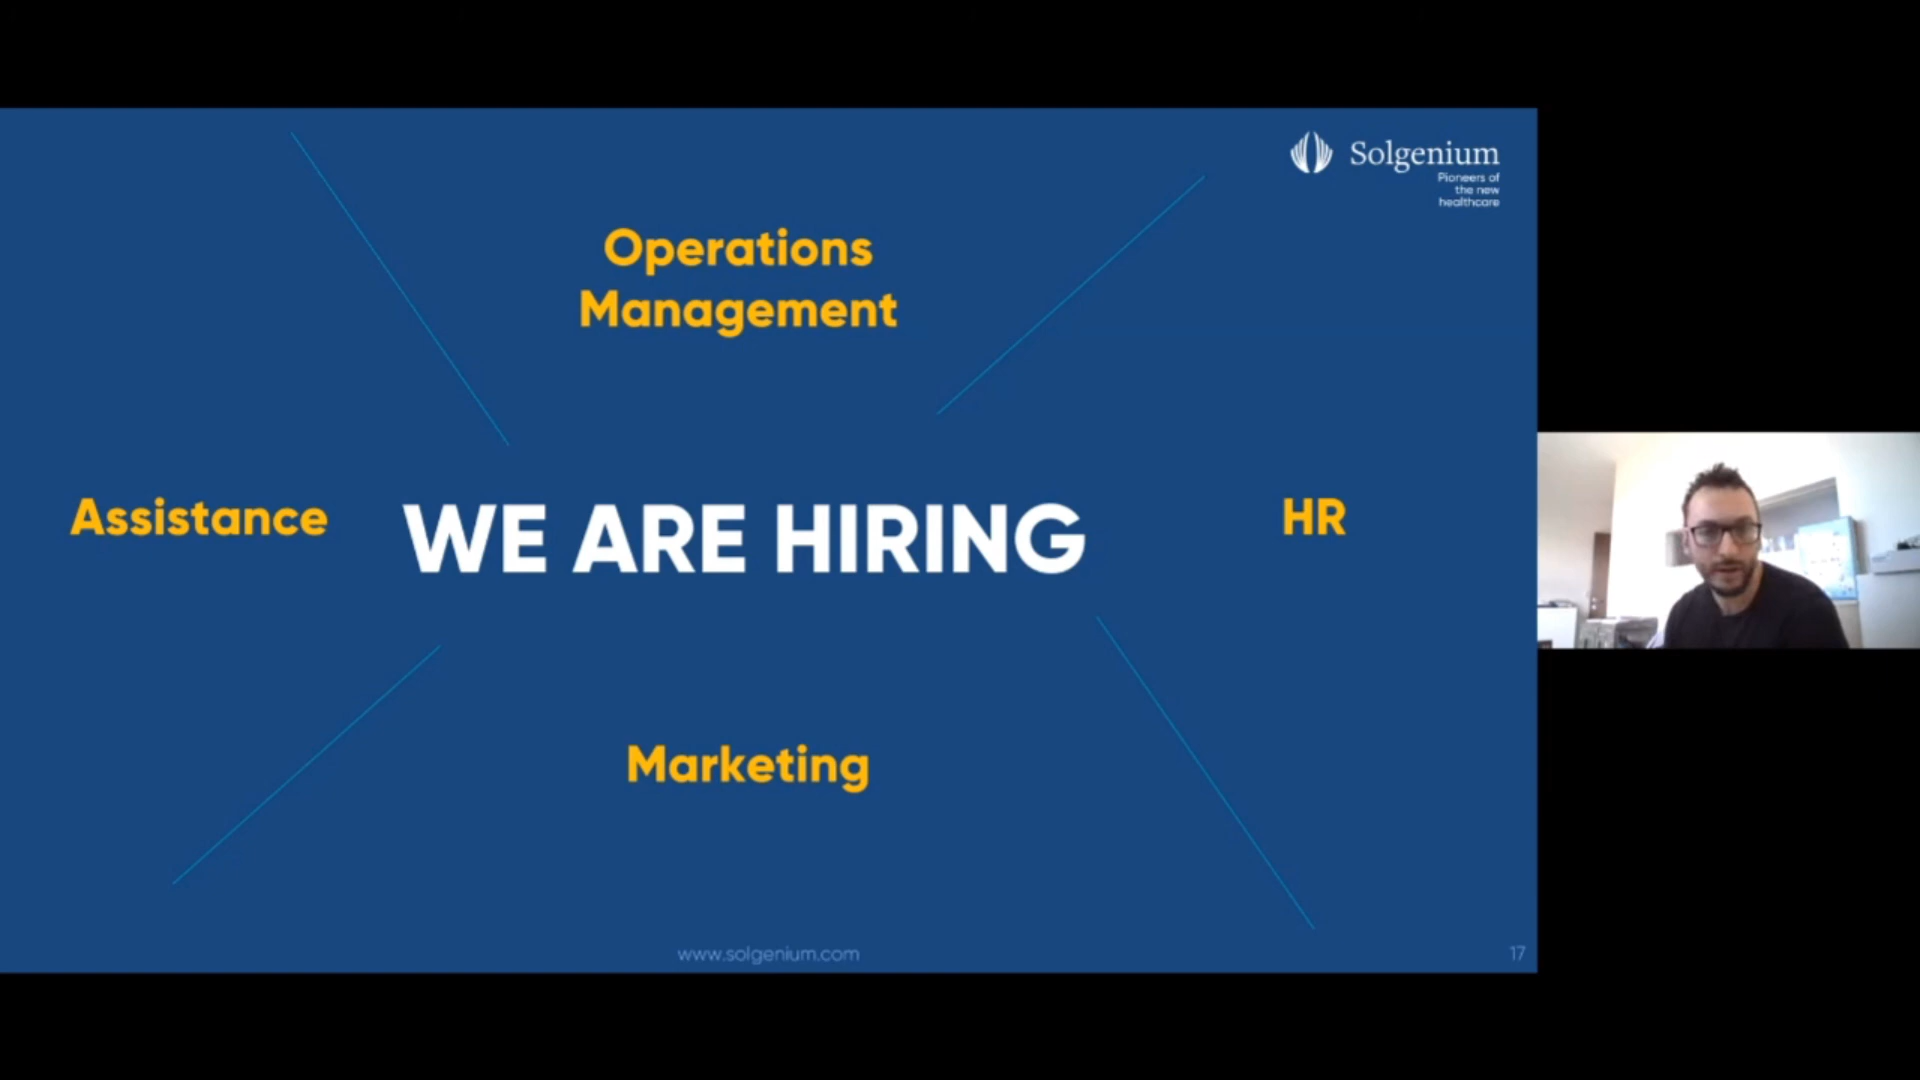 Solgenium
Pioneers of
the new
healthcare
Operations
Management
Assistance
WE ARE HIRING
HR
Marketing
www.solgenium.com
17